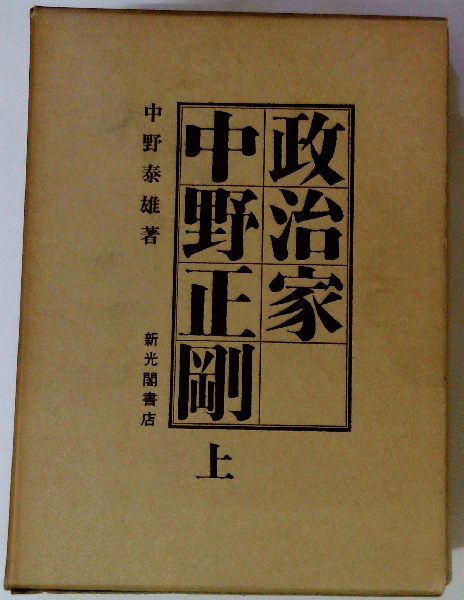 政治家
中野正剛
上
中野泰雄著
新光閣書店